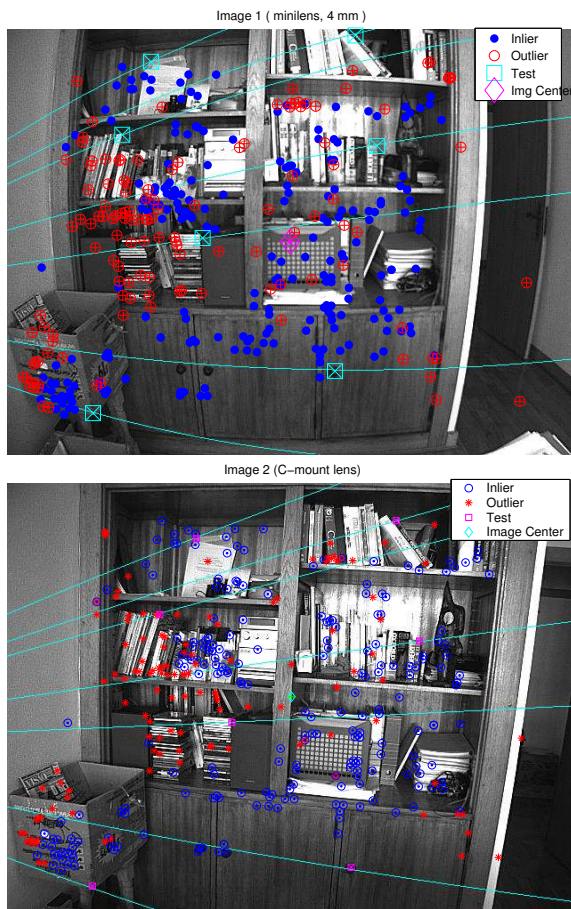 Image 1 ( minilens, 4 mm )
Inlier
Outlier
Test
Img Center
Image 2 (C−mount lens)
Inlier
Outlier
Test
Image Center